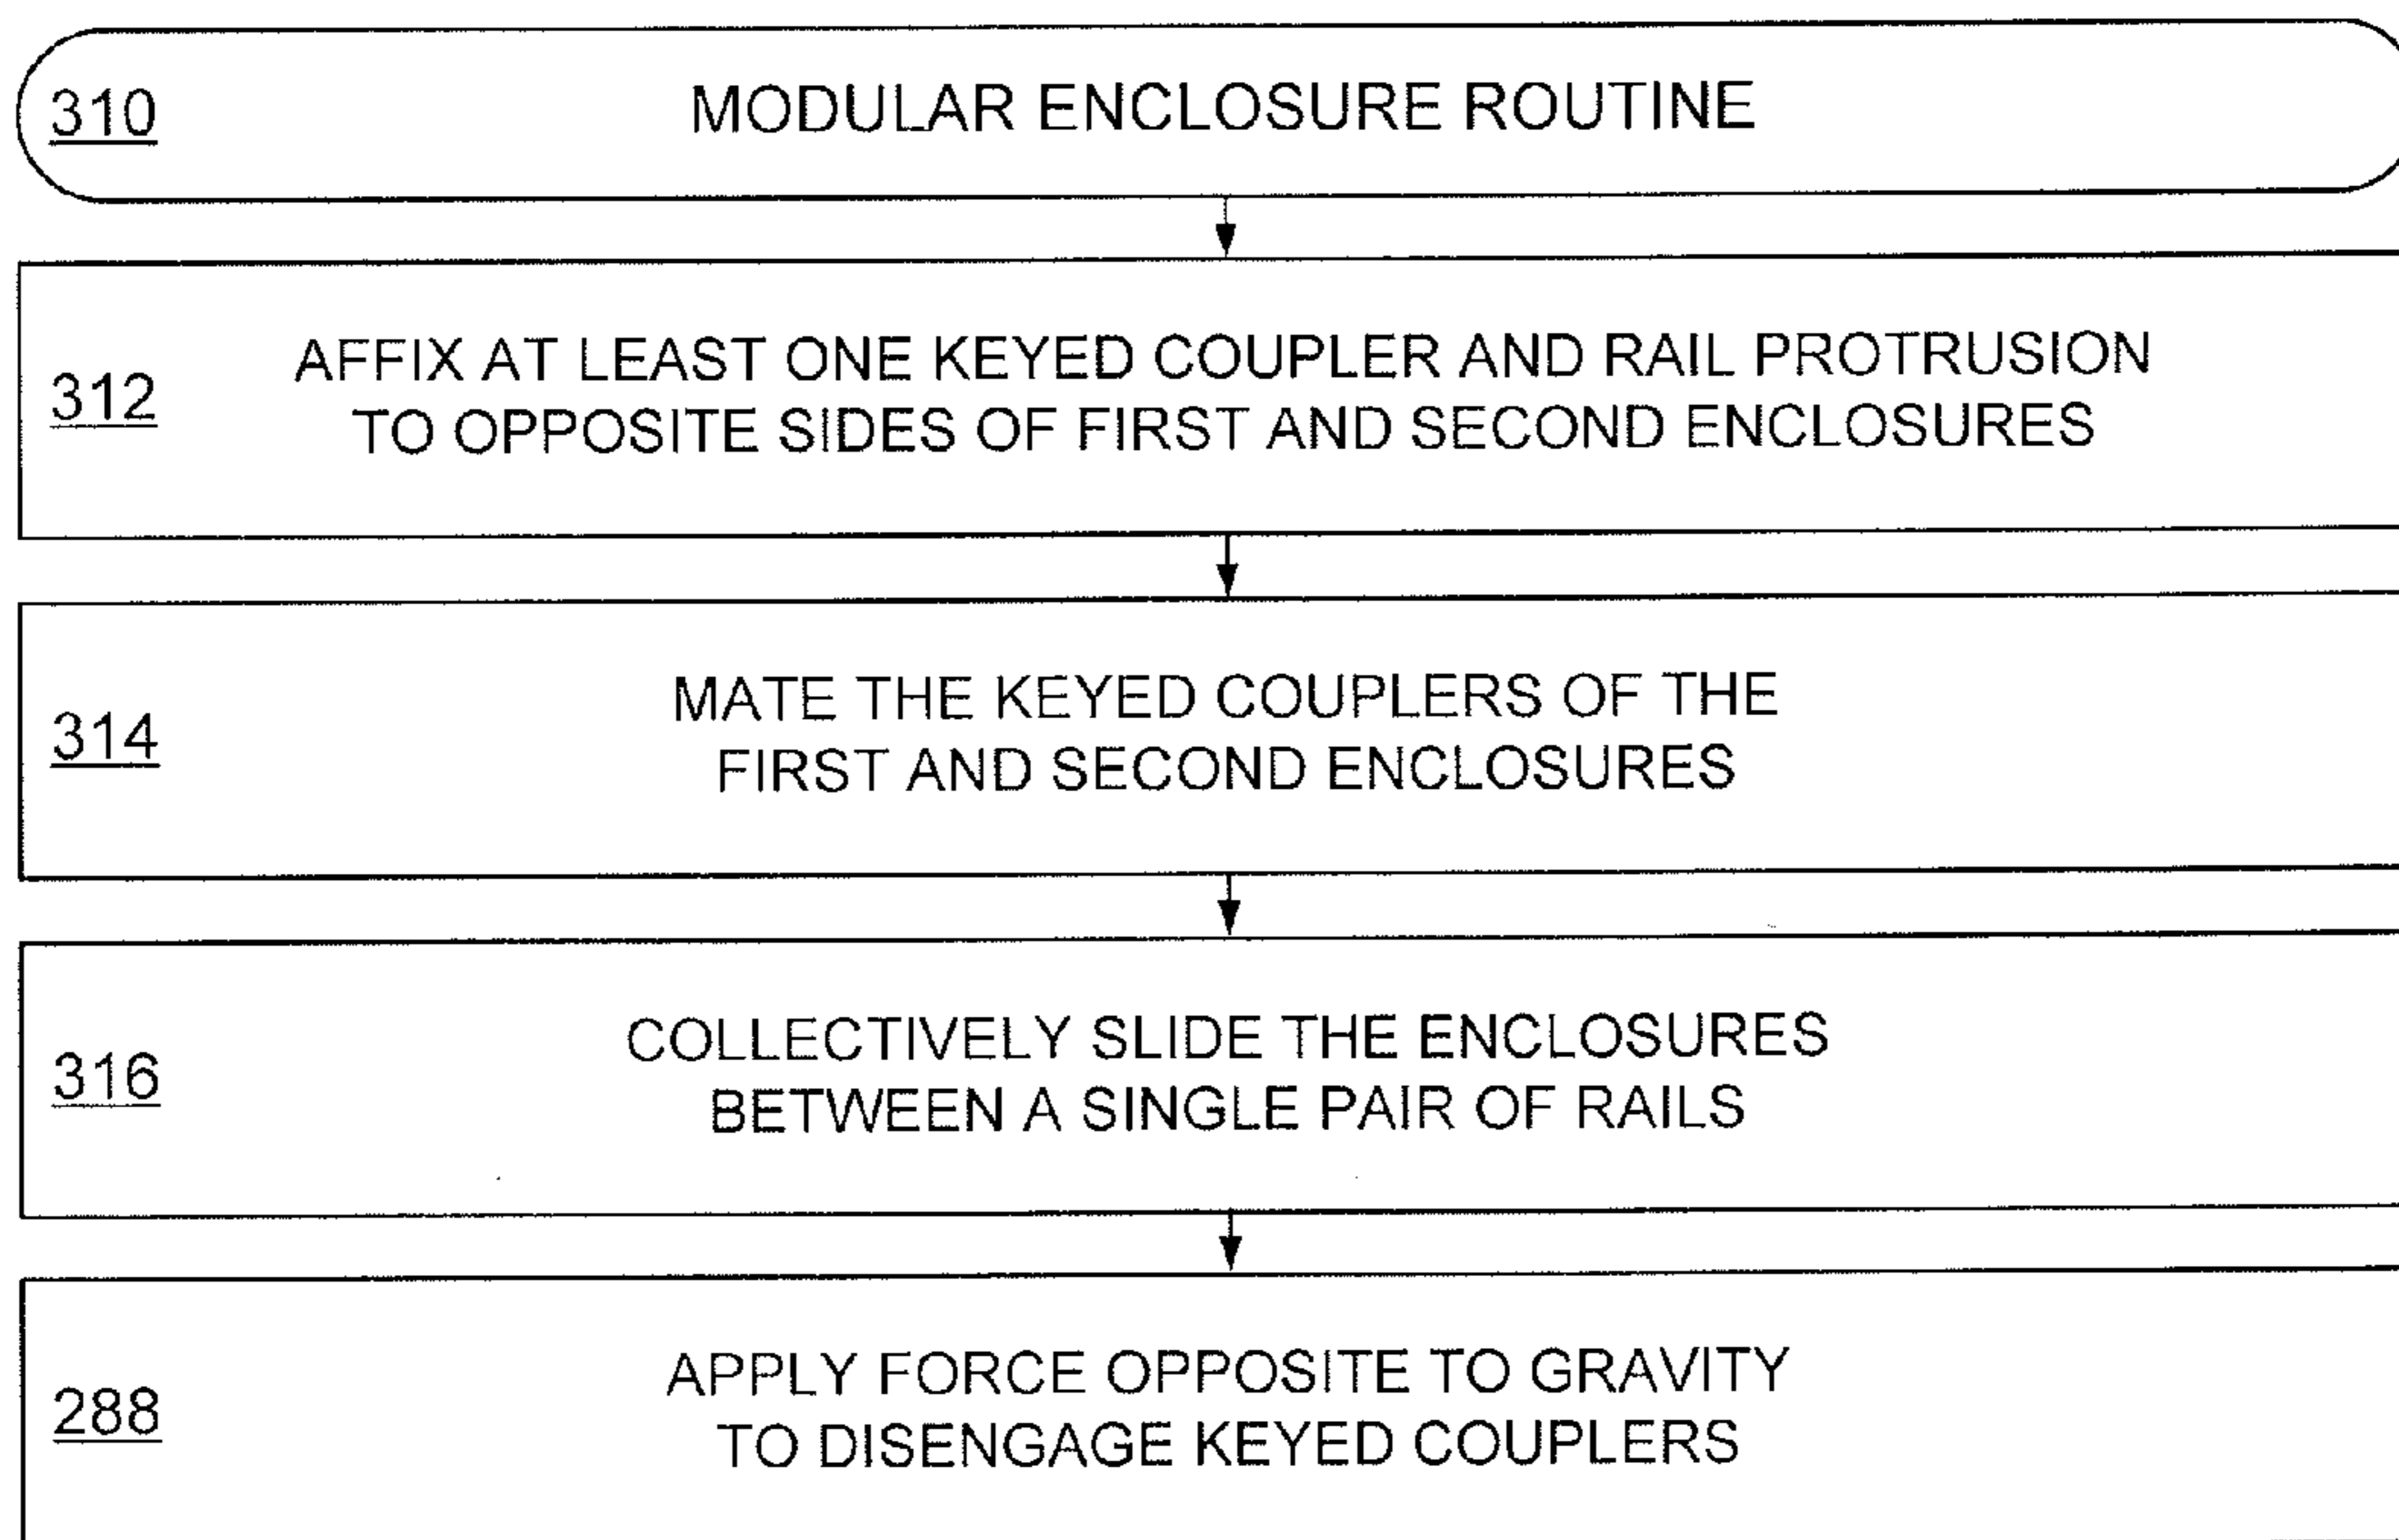 310 MODULAR ENCLOSURE ROUTINE
312 AFFIX AT LEAST ONE KEYED COUPLER AND RAIL PROTRUSION
TO OPPOSITE SIDES OF FIRST AND SECOND ENCLOSURES
314 MATE THE KEYED COUPLERS OF THE
FIRST AND SECOND ENCLOSURES
316 COLLECTIVELY SLIDE THE ENCLOSURES
BETWEEN A SINGLE PAIR OF RAILS
288 APPLY FORCE OPPOSITE TO GRAVITY
TO DISENGAGE KEYED COUPLERS